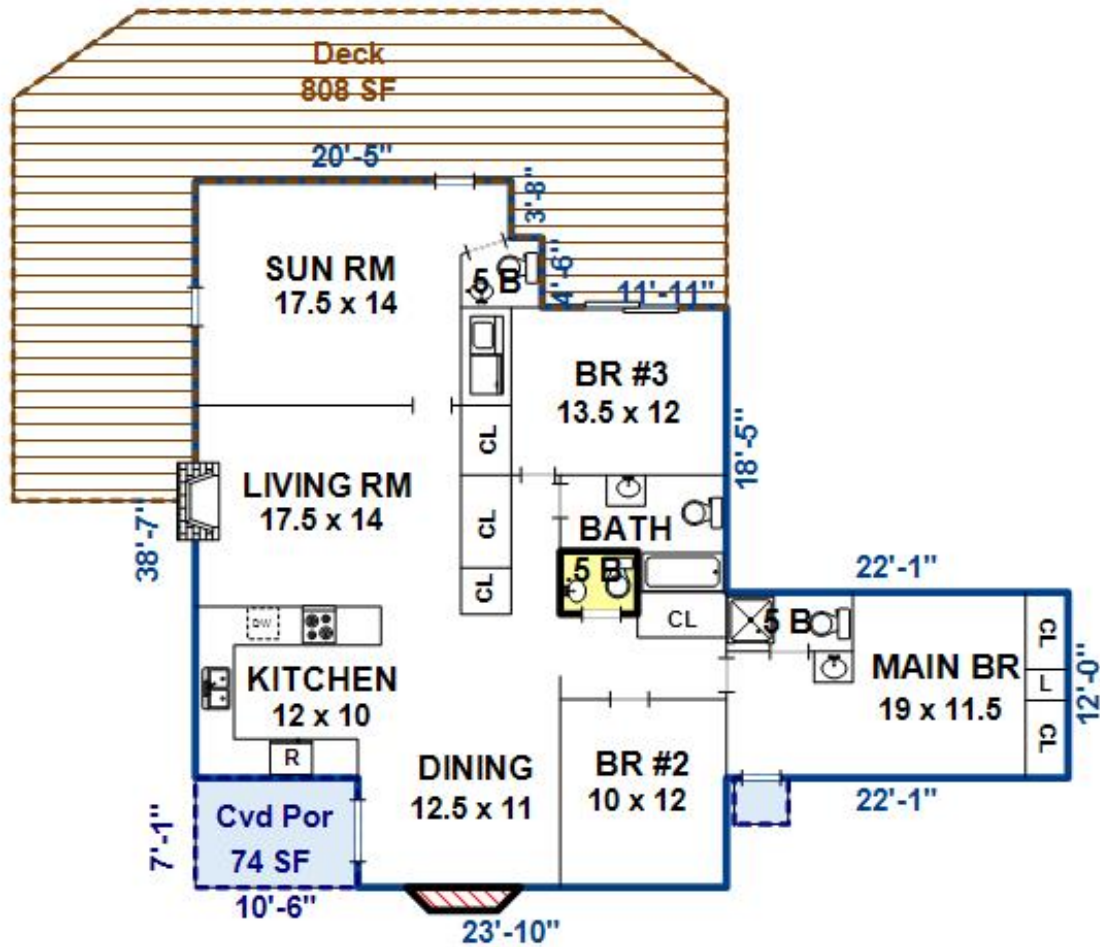 Deck
808 SF
20'-5"
3'-8"
SUN RM
17.5 x 14
5 B
4'-6"
11'-11"
BR #3
13.5 x 12
CL
18'-5"
LIVING RM
17.5 x 14
38'-7"
CL
BATH
5 B
CL
CL
22'-1"
DW
5 B
CL
KITCHEN
12 x 10
MAIN BR
19 x 11.5
L
12'-0"
CL
R
DINING
12.5 x 11
BR #2
10 x 12
22'-1"
7'-1"
Cvd Por
74 SF
10'-6"
23'-10"